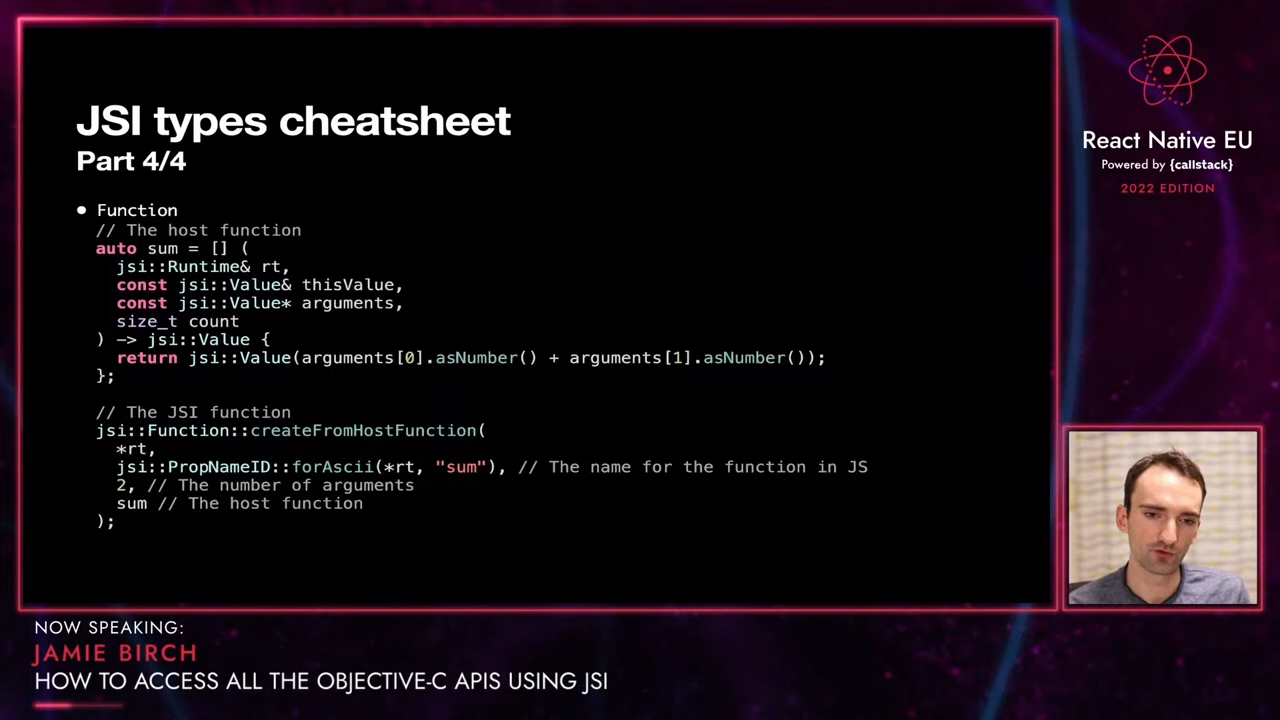 JSI types cheatsheet
Part 4/4
● Function
// The host function
auto sum = [] (
jsi::Runtime& rt,
const jsi::Value& thisValue,
const jsi::Value* arguments,
size_t count
) -> jsi::Value {
return jsi::Value(arguments[0].asNumber() + arguments[1].asNumber());
};
// The JSI function
jsi::Function::createFromHostFunction(
*rt,
jsi::PropNameID::forAscii(*rt, "sum"), // The name for the function in JS
2, // The number of arguments
sum // The host function
);
React Native EU
Powered by {callstack}
2022 EDITION
NOW SPEAKING:
JAMIE BIRCH
HOW TO ACCESS ALL THE OBJECTIVE-C APIS USING JSI